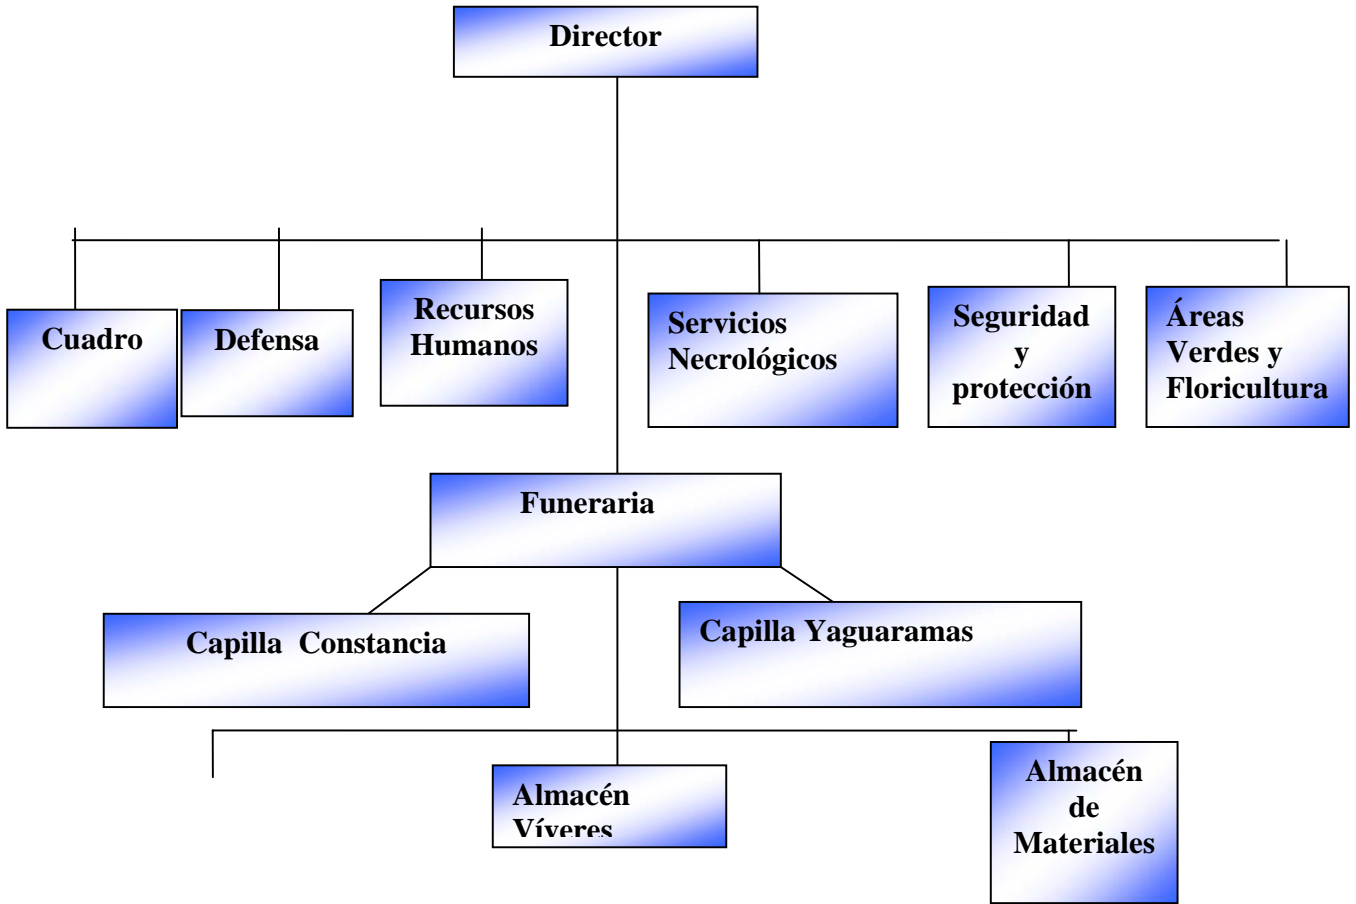 Director
Cuadro
Defensa
Recursos
Humanos
Servicios
Necrológicos
Seguridad
y
protección
Áreas
Verdes y
Floricultura
Funeraria
Capilla Constancia
Capilla Yaguaramas
Almacén
Víveres
Almacén
de
Materiales